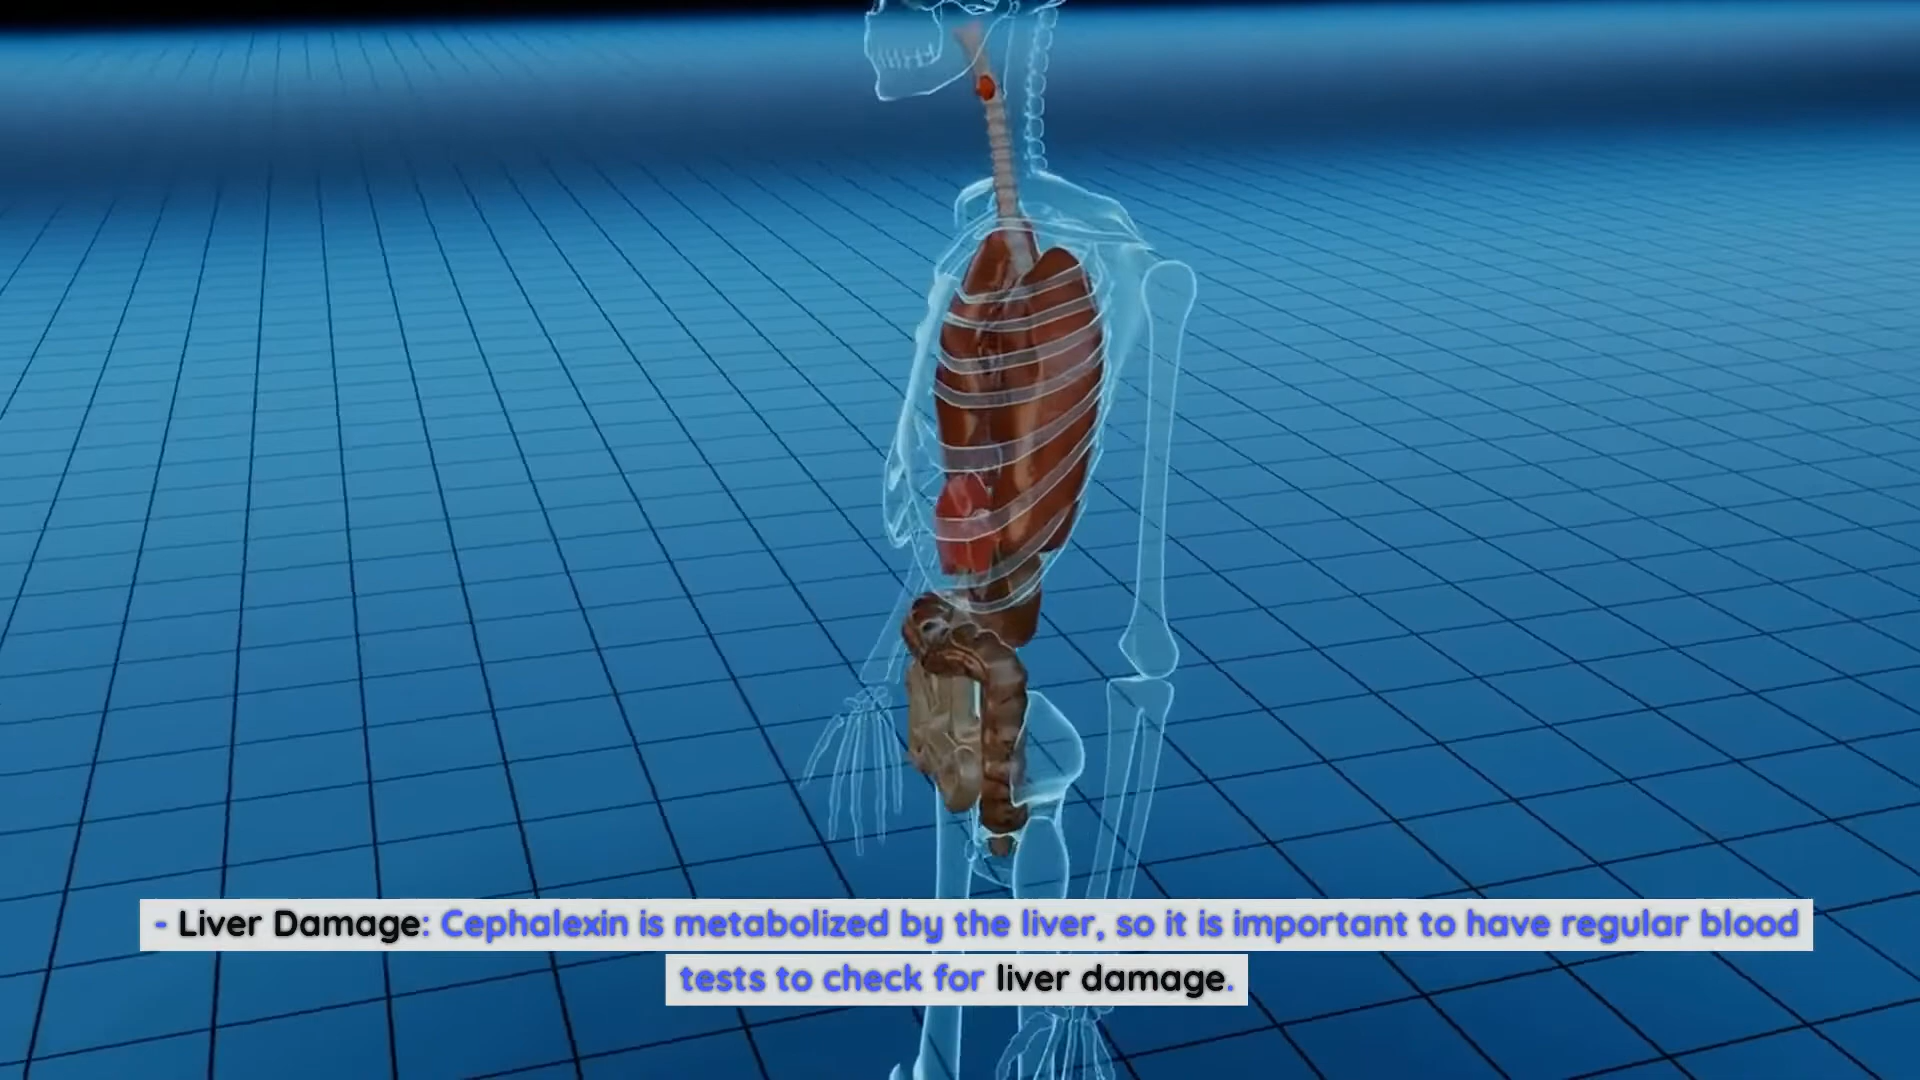 - Liver Damage: Cephalexin is metabolized by the liver, so it is important to have regular blood
tests to check for liver damage.